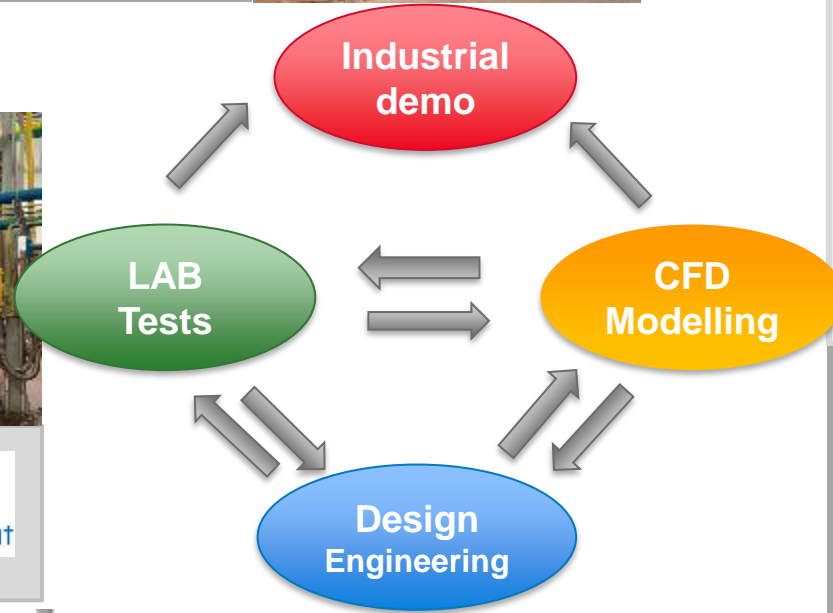 Industrial
demo
LAB
Tests
CFD
Modelling
Design
Engineering